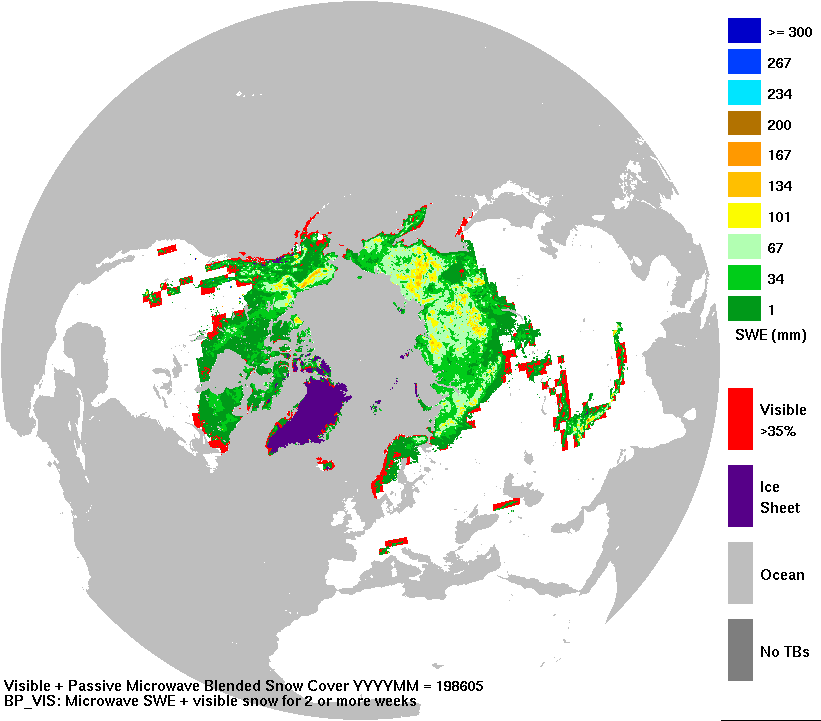 >= 300
267
234
200
167
134
101
67
34
1
SWE (mm)
Visible
>35%
Ice
Sheet
Ocean
No TBs
Visible + Passive Microwave Blended Snow Cover YYYYMM = 198605
BP_VIS: Microwave SWE + visible snow for 2 or more weeks